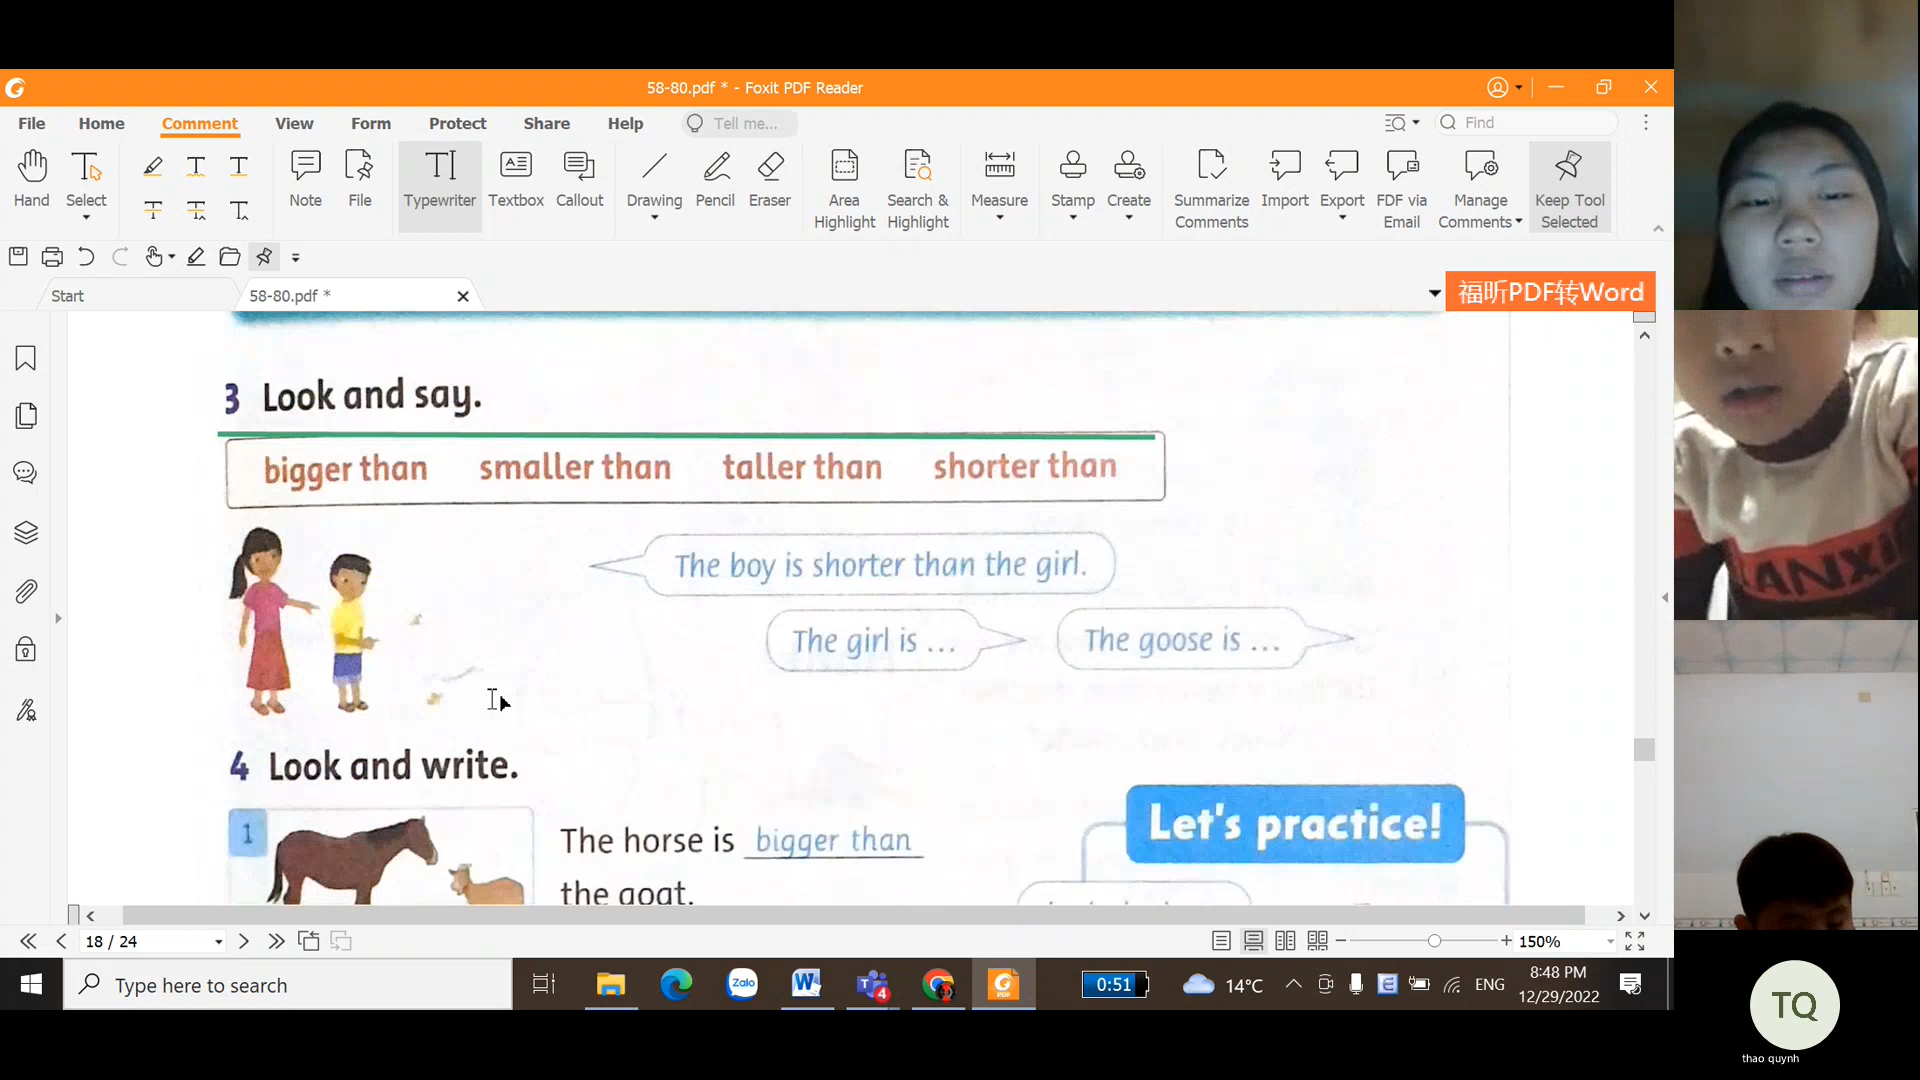 58-80.pdf * - Foxit PDF Reader
File Home Comment View Form Protect Share Help Tell me... Find
Hand Select Note File Typewriter Textbox Callout Drawing Pencil Eraser Area Highlight Search & Highlight Measure Stamp Create Summarize Comments Import Export FDF via Email Manage Comments Keep Tool Selected
Start 58-80.pdf * 福昕PDF转Word
3 Look and say.
bigger than smaller than taller than shorter than
The boy is shorter than the girl.
The girl is ... The goose is ...
4 Look and write.
1
The horse is bigger than
the goat.
Let's practice!
18 / 24 150%
Type here to search Zalo 4 0:51 14°C ENG 8:48 PM
12/29/2022
TQ
thao quynh